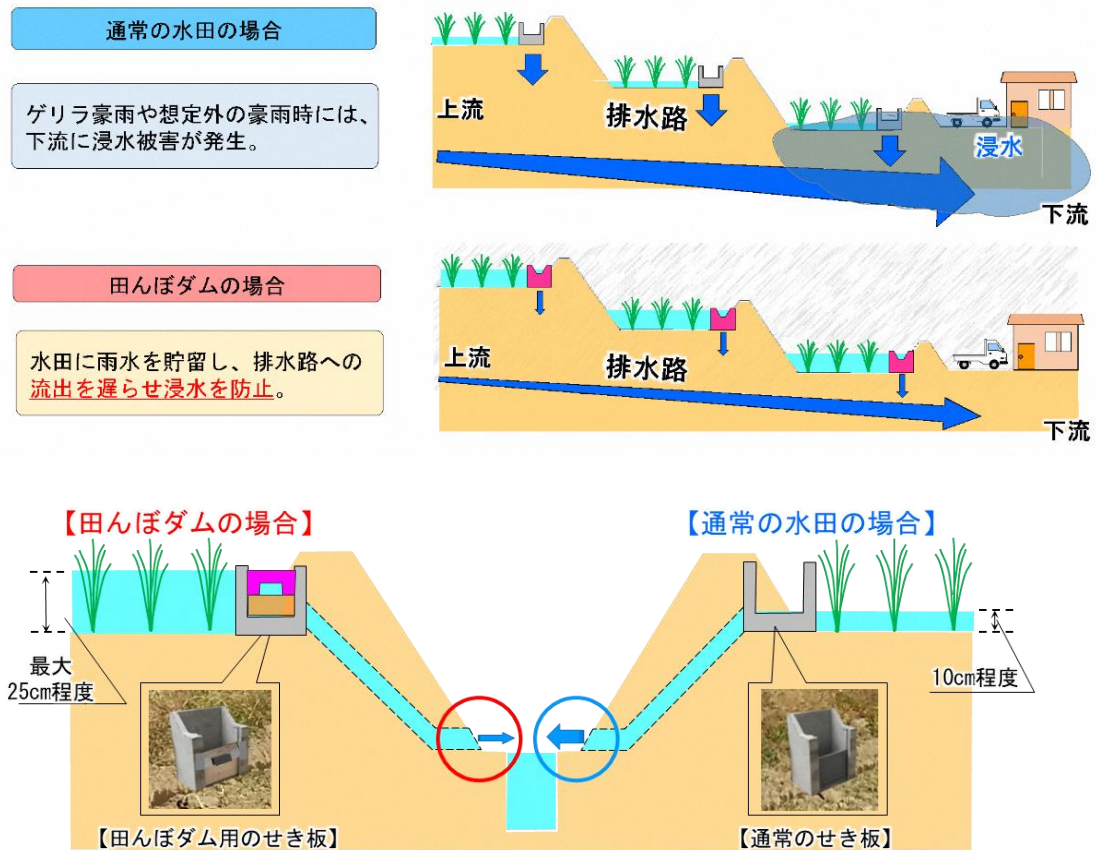 通常の水田の場合
ゲリラ豪雨や想定外の豪雨時には、
下流に浸水被害が発生。
上流
排水路
浸水
下流
田んぼダムの場合
水田に雨水を貯留し、排水路への
流出を遅らせ浸水を防止。
上流
排水路
下流
【田んぼダムの場合】
【通常の水田の場合】
最大
25cm程度
10cm程度
【田んぼダム用のせき板】
【通常のせき板】